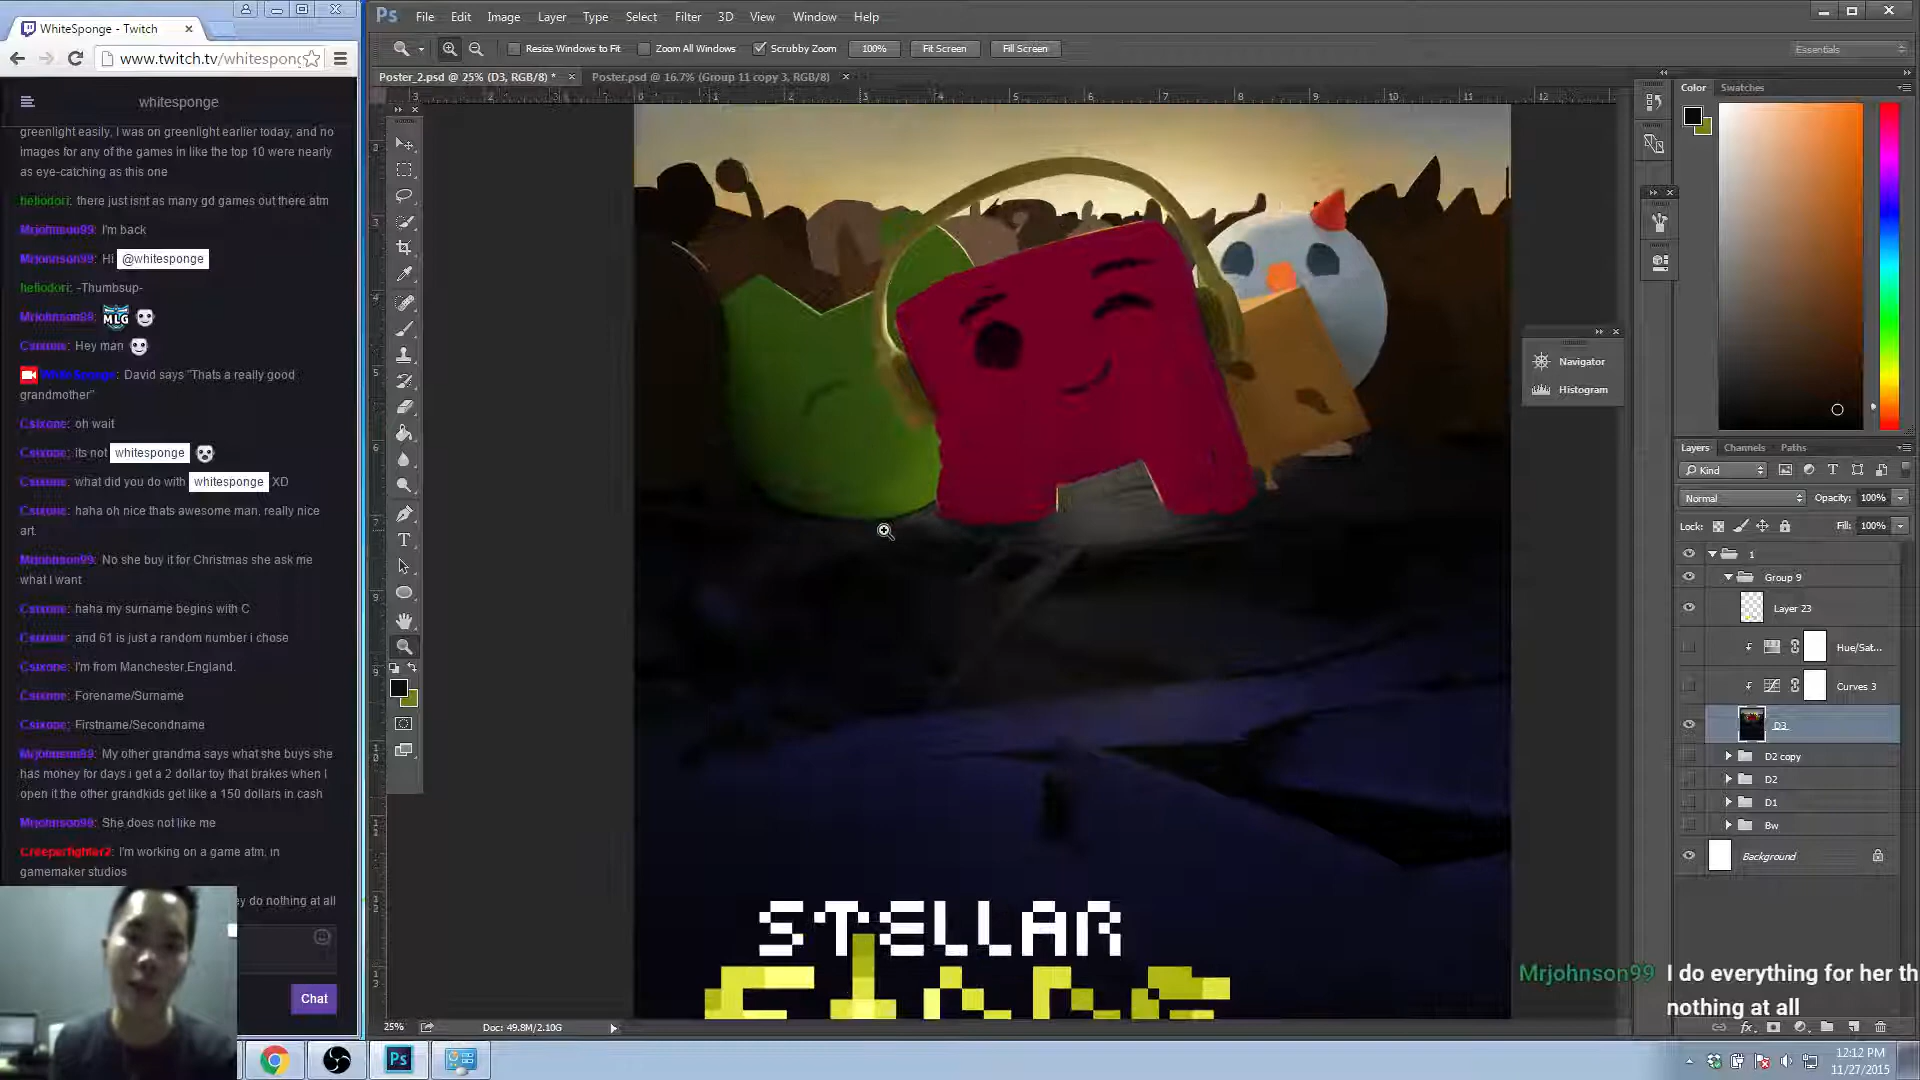 WhiteSponge - Twitch
www.twitch.tv/whitespong
whitesponge
greenlight easily, I was on greenlight earlier today, and no
images for any of the games in like the top 10 were nearly
as eye-catching as this one
heliodori: there just isnt as many gd games out there atm
Mrjohnson99: I'm back
Mrjohnson99: Hi @whitesponge
heliodori: -Thumbsup-
Mrjohnson99: MLG
Csixone: Hey man
WhiteSponge: David says "Thats a really good
grandmother"
Csixone: oh wait
Csixone: its not whitesponge
Csixone: what did you do with whitesponge XD
Csixone: haha oh nice thats awesome man, really nice
art.
Mrjohnson99: No she buy it for Christmas she ask me
what I want
Csixone: haha my surname begins with C
Csixone: and 61 is just a random number i chose
Csixone: I'm from Manchester,England.
Csixone: Forename/Surname
Csixone: Firstname/Secondname
Mrjohnson99: My other grandma says what she buys she
has money for days i get a 2 dollar toy that brakes when I
open it the other grandkids get like a 150 dollars in cash
Mrjohnson99: She does not like me
Creeperfighter2: I'm working on a game atm, in
gamemaker studios
ey do nothing at all
Chat
Ps File Edit Image Layer Type Select Filter 3D View Window Help
Resize Windows to Fit Zoom All Windows Scrubby Zoom 100% Fit Screen Fill Screen Essentials
Poster_2.psd @ 25% (D3, RGB/8) * Poster.psd @ 16.7% (Group 11 copy 3, RGB/8)
STELLAR
25% Doc: 49.8M/2.10G
Navigator
Histogram
Color Swatches
Layers Channels Paths
Kind
Normal Opacity: 100%
Lock: Fill: 100%
1
Group 9
Layer 23
Hue/Sat...
Curves 3
D3
D2 copy
D2
D1
Bw
Background
Mrjohnson99 I do everything for her th
nothing at all
Ps
12:12 PM
11/27/2015